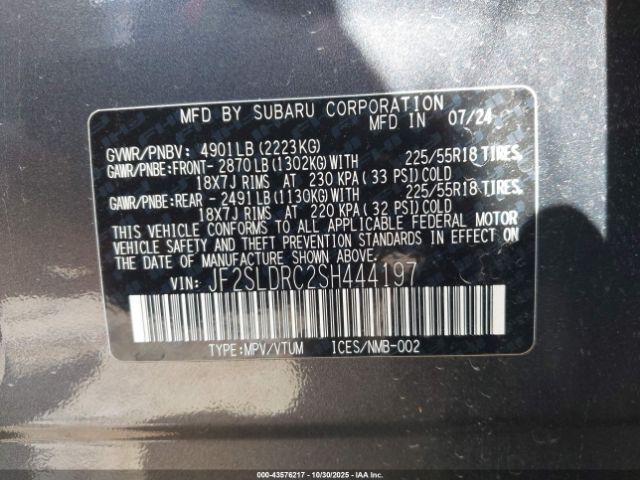 MFD BY SUBARU CORPORATION
MFD IN 07/24
GVWR/PNBV: 4901LB(2223KG)
GAWR/PNBE:FRONT- 2870LB(1302KG)WITH 225/55R18 TIRES,
18X7J RIMS AT 230 KPA( 33 PSI)COLD
GAWR/PNBE:REAR - 2491LB(1130KG)WITH 225/55R18 TIRES,
18X7J RIMS AT 220 KPA( 32 PSI)COLD
THIS VEHICLE CONFORMS TO ALL APPLICABLE FEDERAL MOTOR
VEHICLE SAFETY AND THEFT PREVENTION STANDARDS IN EFFECT
ON THE DATE OF MANUFACTURE SHOWN ABOVE.
VIN: JF2SLDRC2SH444197
TYPE:MPV/VTUM ICES/NMB-002
000-43576217 - 10/30/2025 - IAA Inc.